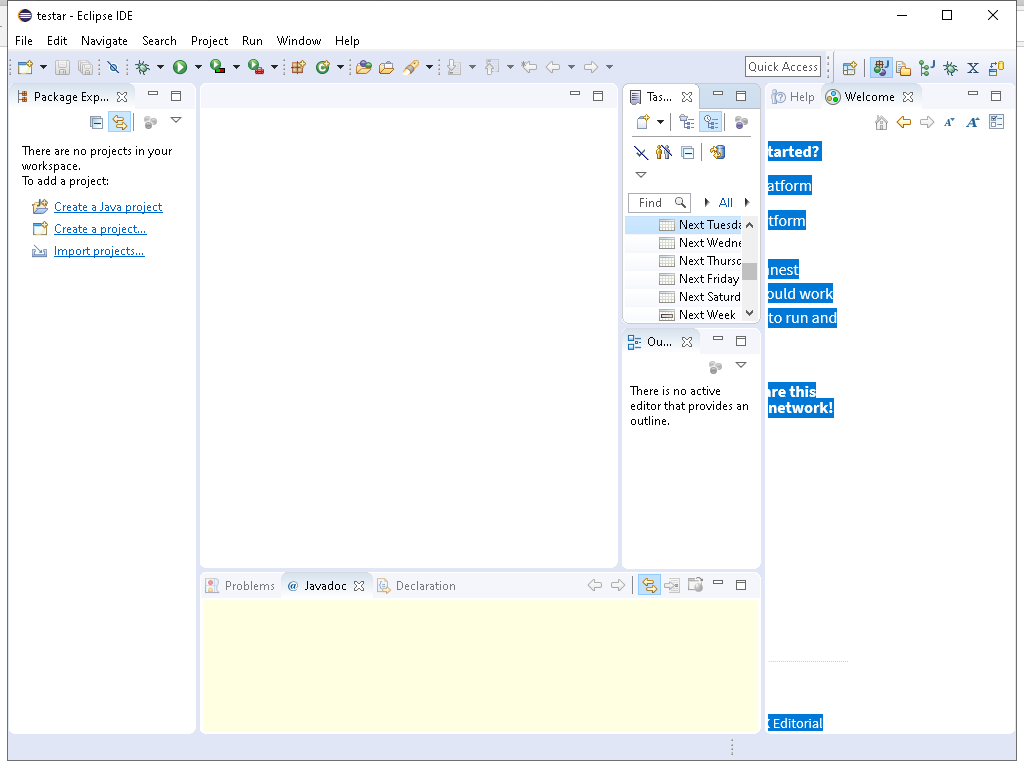 testar - Eclipse IDE
File Edit Navigate Search Project Run Window Help
Quick Access
Package Exp...
There are no projects in your
workspace.
To add a project:
Create a Java project
Create a project...
Import projects...
Tas...
Find
All
Next Tuesda
Next Wedne
Next Thursd
Next Friday
Next Saturd
Next Week
Ou...
There is no active
editor that provides an
outline.
Help Welcome
tarted?
atform
tform
nest
ould work
to run and
are this
network!
X Editorial
Problems @ Javadoc Declaration